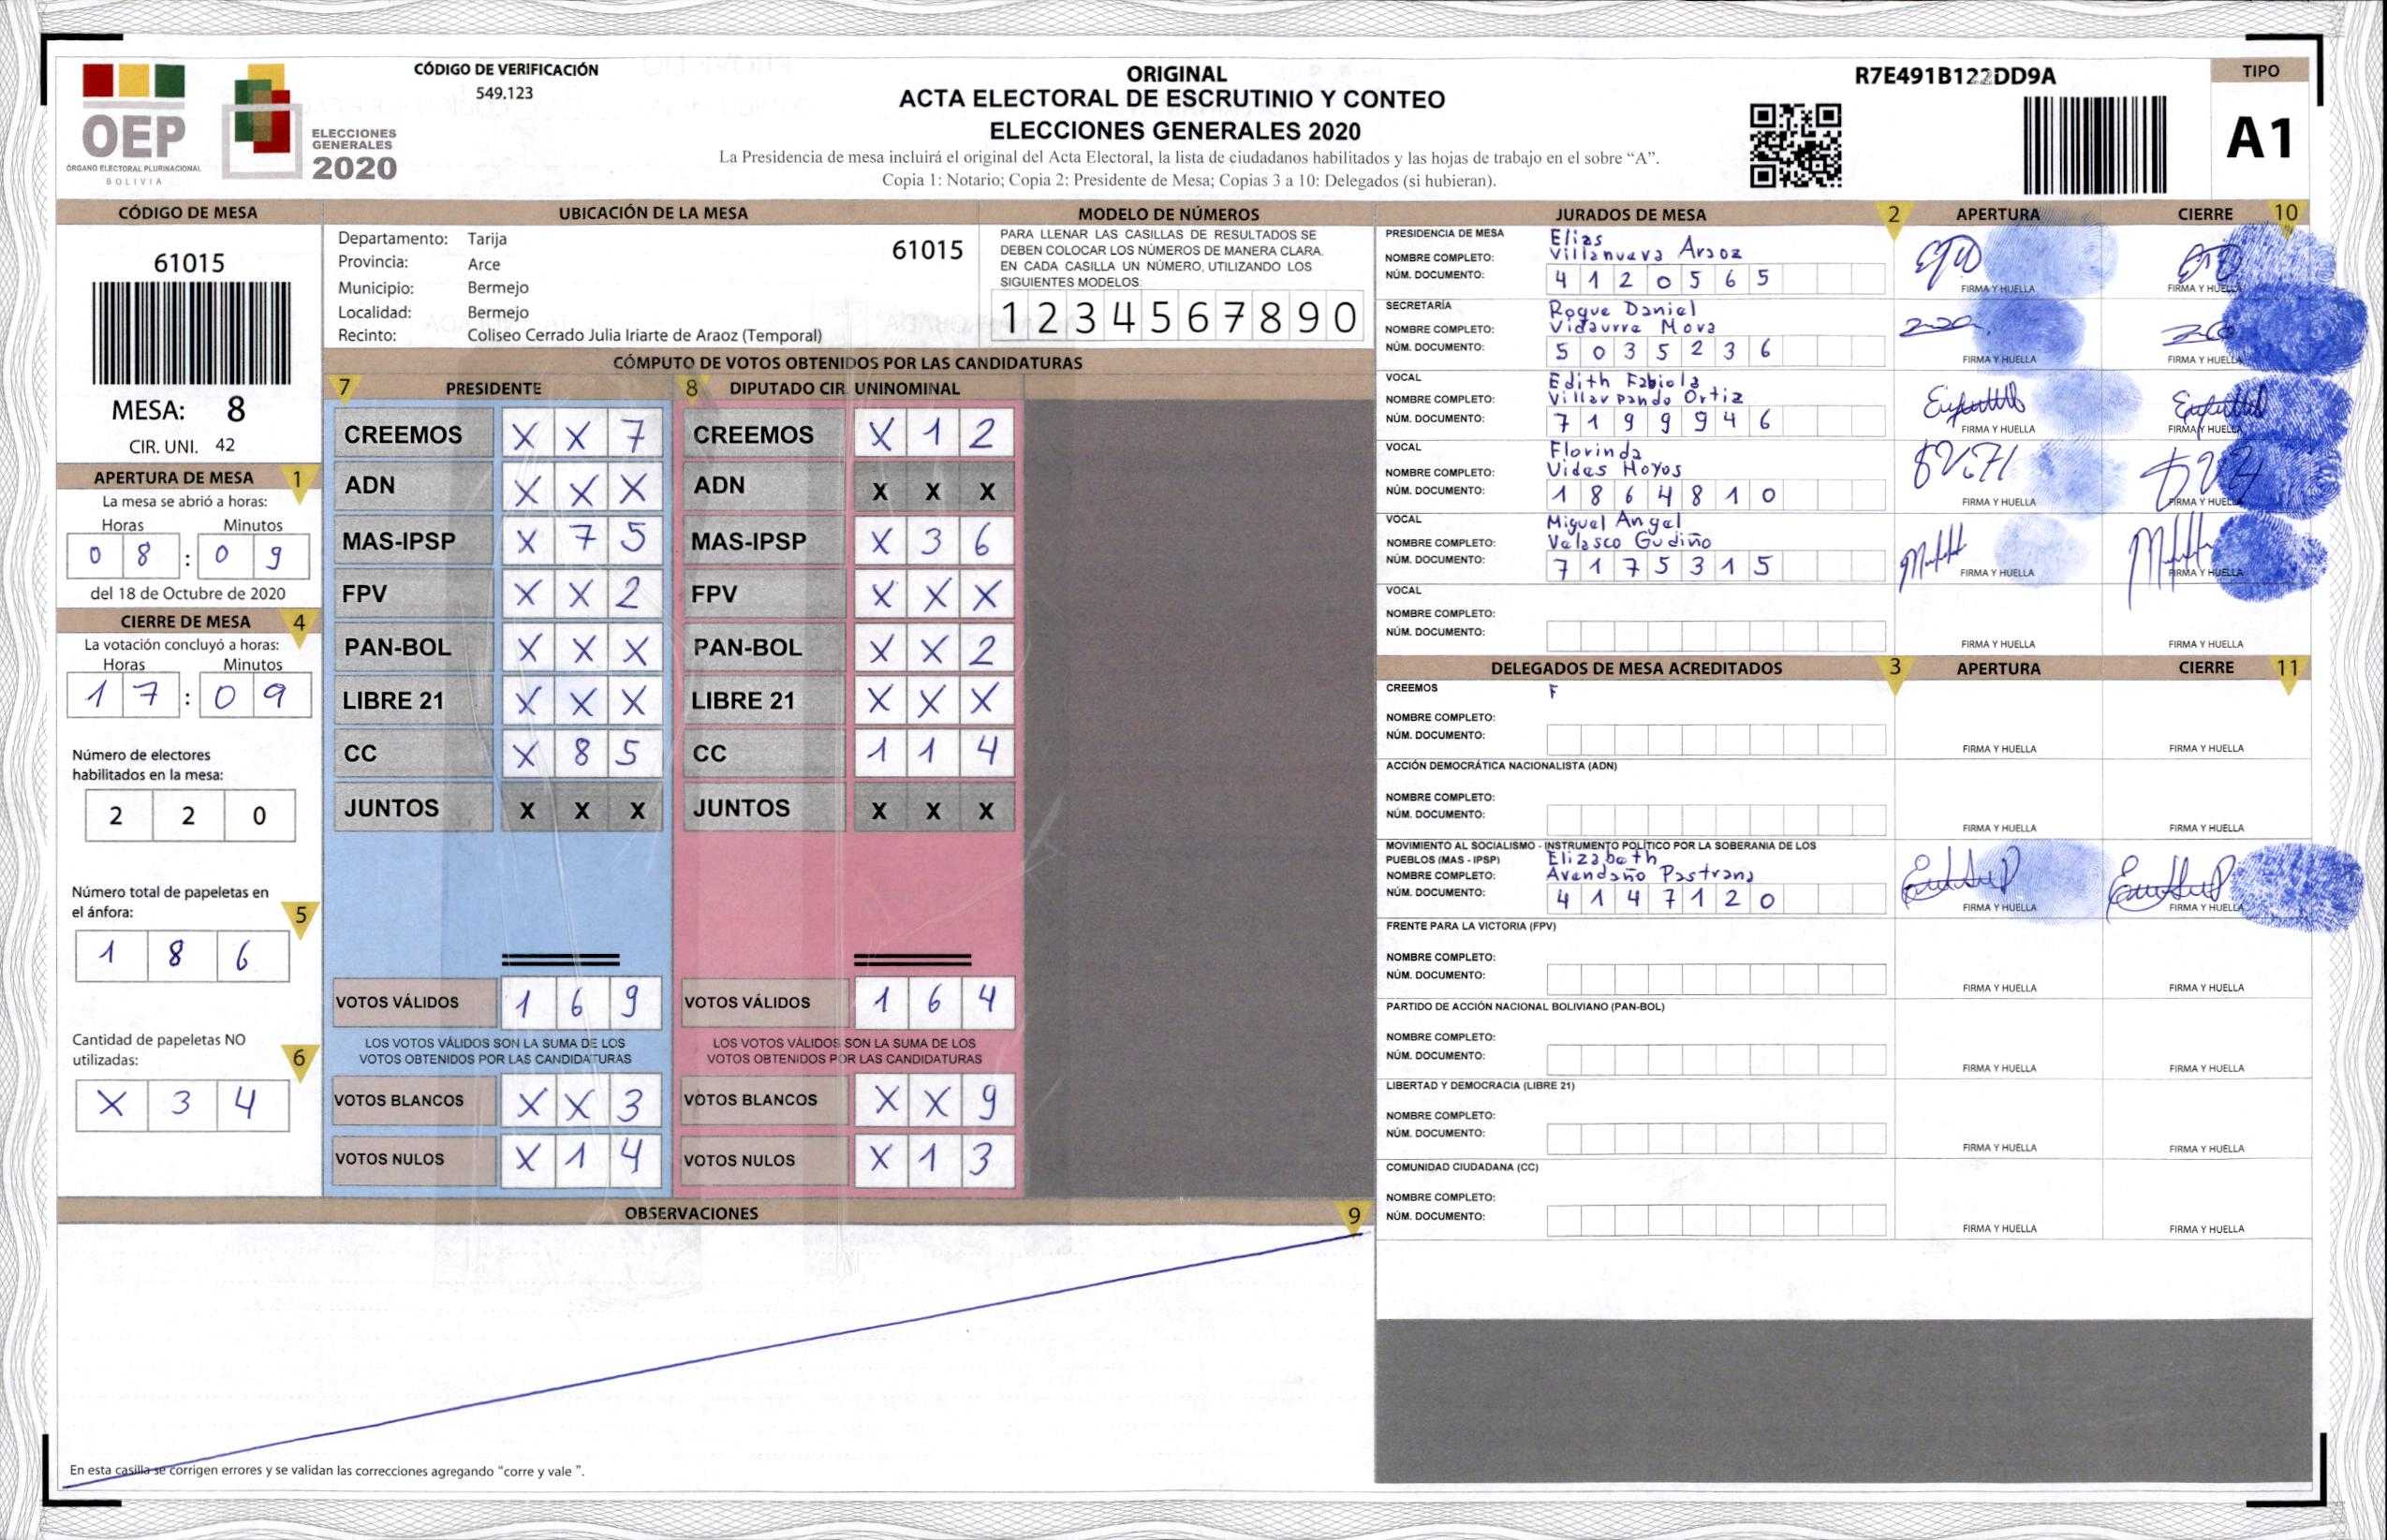 OEP
ÓRGANO ELECTORAL PLURINACIONAL
BOLIVIA
ELECCIONES
GENERALES
2020
CÓDIGO DE VERIFICACIÓN
549.123
ORIGINAL
ACTA ELECTORAL DE ESCRUTINIO Y CONTEO
ELECCIONES GENERALES 2020
La Presidencia de mesa incluirá el original del Acta Electoral, la lista de ciudadanos habilitados y las hojas de trabajo en el sobre “A”.
Copia 1: Notario; Copia 2: Presidente de Mesa; Copias 3 a 10: Delegados (si hubieran).
R7E491B122DD9A
TIPO
A1
CÓDIGO DE MESA
61015
MESA: 8
CIR. UNI. 42
UBICACIÓN DE LA MESA
Departamento: Tarija
Provincia: Arce
Municipio: Bermejo
Localidad: Bermejo
Recinto: Coliseo Cerrado Julia Iriarte de Araoz (Temporal)
61015
MODELO DE NÚMEROS
PARA LLENAR LAS CASILLAS DE RESULTADOS SE
DEBEN COLOCAR LOS NÚMEROS DE MANERA CLARA.
EN CADA CASILLA UN NÚMERO, UTILIZANDO LOS
SIGUIENTES MODELOS:
1 2 3 4 5 6 7 8 9 0
APERTURA DE MESA 1
La mesa se abrió a horas:
Horas Minutos
0 8 : 0 9
del 18 de Octubre de 2020
CIERRE DE MESA 4
La votación concluyó a horas:
Horas Minutos
1 7 : 0 9
Número de electores
habilitados en la mesa:
2 2 0
Número total de papeletas en
el ánfora: 5
1 8 6
Cantidad de papeletas NO
utilizadas: 6
X 3 4
CÓMPUTO DE VOTOS OBTENIDOS POR LAS CANDIDATURAS
7 PRESIDENTE
CREEMOS X X 7
ADN X X X
MAS-IPSP X 7 5
FPV X X 2
PAN-BOL X X X
LIBRE 21 X X X
CC X 8 5
JUNTOS X X X
VOTOS VÁLIDOS 1 6 9
LOS VOTOS VÁLIDOS SON LA SUMA DE LOS
VOTOS OBTENIDOS POR LAS CANDIDATURAS
VOTOS BLANCOS X X 3
VOTOS NULOS X 1 4
8 DIPUTADO CIR. UNINOMINAL
CREEMOS X 1 2
ADN X X X
MAS-IPSP X 3 6
FPV X X X
PAN-BOL X X 2
LIBRE 21 X X X
CC 1 1 4
JUNTOS X X X
VOTOS VÁLIDOS 1 6 4
LOS VOTOS VÁLIDOS SON LA SUMA DE LOS
VOTOS OBTENIDOS POR LAS CANDIDATURAS
VOTOS BLANCOS X X 9
VOTOS NULOS X 1 3
OBSERVACIONES 9
En esta casilla se corrigen errores y se validan las correcciones agregando “corre y vale ”.
JURADOS DE MESA 2 APERTURA CIERRE 10
PRESIDENCIA DE MESA Elias
NOMBRE COMPLETO: Villanueva Araoz
NÚM. DOCUMENTO: 4 1 2 0 5 6 5
FIRMA Y HUELLA FIRMA Y HUELLA
SECRETARÍA Roque Daniel
NOMBRE COMPLETO: Vidaurre Mova
NÚM. DOCUMENTO: 5 0 3 5 2 3 6
FIRMA Y HUELLA FIRMA Y HUELLA
VOCAL Edith Fabiola
NOMBRE COMPLETO: Villarpando Ortiz
NÚM. DOCUMENTO: 7 1 9 9 9 4 6
FIRMA Y HUELLA FIRMA Y HUELLA
VOCAL Florinda
NOMBRE COMPLETO: Vides Hoyos
NÚM. DOCUMENTO: 1 8 6 4 8 1 0
FIRMA Y HUELLA FIRMA Y HUELLA
VOCAL Miguel Angel
NOMBRE COMPLETO: Velasco Gudiño
NÚM. DOCUMENTO: 7 1 7 5 3 1 5
FIRMA Y HUELLA FIRMA Y HUELLA
VOCAL
NOMBRE COMPLETO:
NÚM. DOCUMENTO:
FIRMA Y HUELLA FIRMA Y HUELLA
DELEGADOS DE MESA ACREDITADOS 3 APERTURA CIERRE 11
CREEMOS F
NOMBRE COMPLETO:
NÚM. DOCUMENTO:
FIRMA Y HUELLA FIRMA Y HUELLA
ACCIÓN DEMOCRÁTICA NACIONALISTA (ADN)
NOMBRE COMPLETO:
NÚM. DOCUMENTO:
FIRMA Y HUELLA FIRMA Y HUELLA
MOVIMIENTO AL SOCIALISMO - INSTRUMENTO POLÍTICO POR LA SOBERANIA DE LOS
PUEBLOS (MAS - IPSP) Elizabeth
NOMBRE COMPLETO: Avendaño Pastrana
NÚM. DOCUMENTO: 4 1 4 7 1 2 0
FIRMA Y HUELLA FIRMA Y HUELLA
FRENTE PARA LA VICTORIA (FPV)
NOMBRE COMPLETO:
NÚM. DOCUMENTO:
FIRMA Y HUELLA FIRMA Y HUELLA
PARTIDO DE ACCIÓN NACIONAL BOLIVIANO (PAN-BOL)
NOMBRE COMPLETO:
NÚM. DOCUMENTO:
FIRMA Y HUELLA FIRMA Y HUELLA
LIBERTAD Y DEMOCRACIA (LIBRE 21)
NOMBRE COMPLETO:
NÚM. DOCUMENTO:
FIRMA Y HUELLA FIRMA Y HUELLA
COMUNIDAD CIUDADANA (CC)
NOMBRE COMPLETO:
NÚM. DOCUMENTO:
FIRMA Y HUELLA FIRMA Y HUELLA